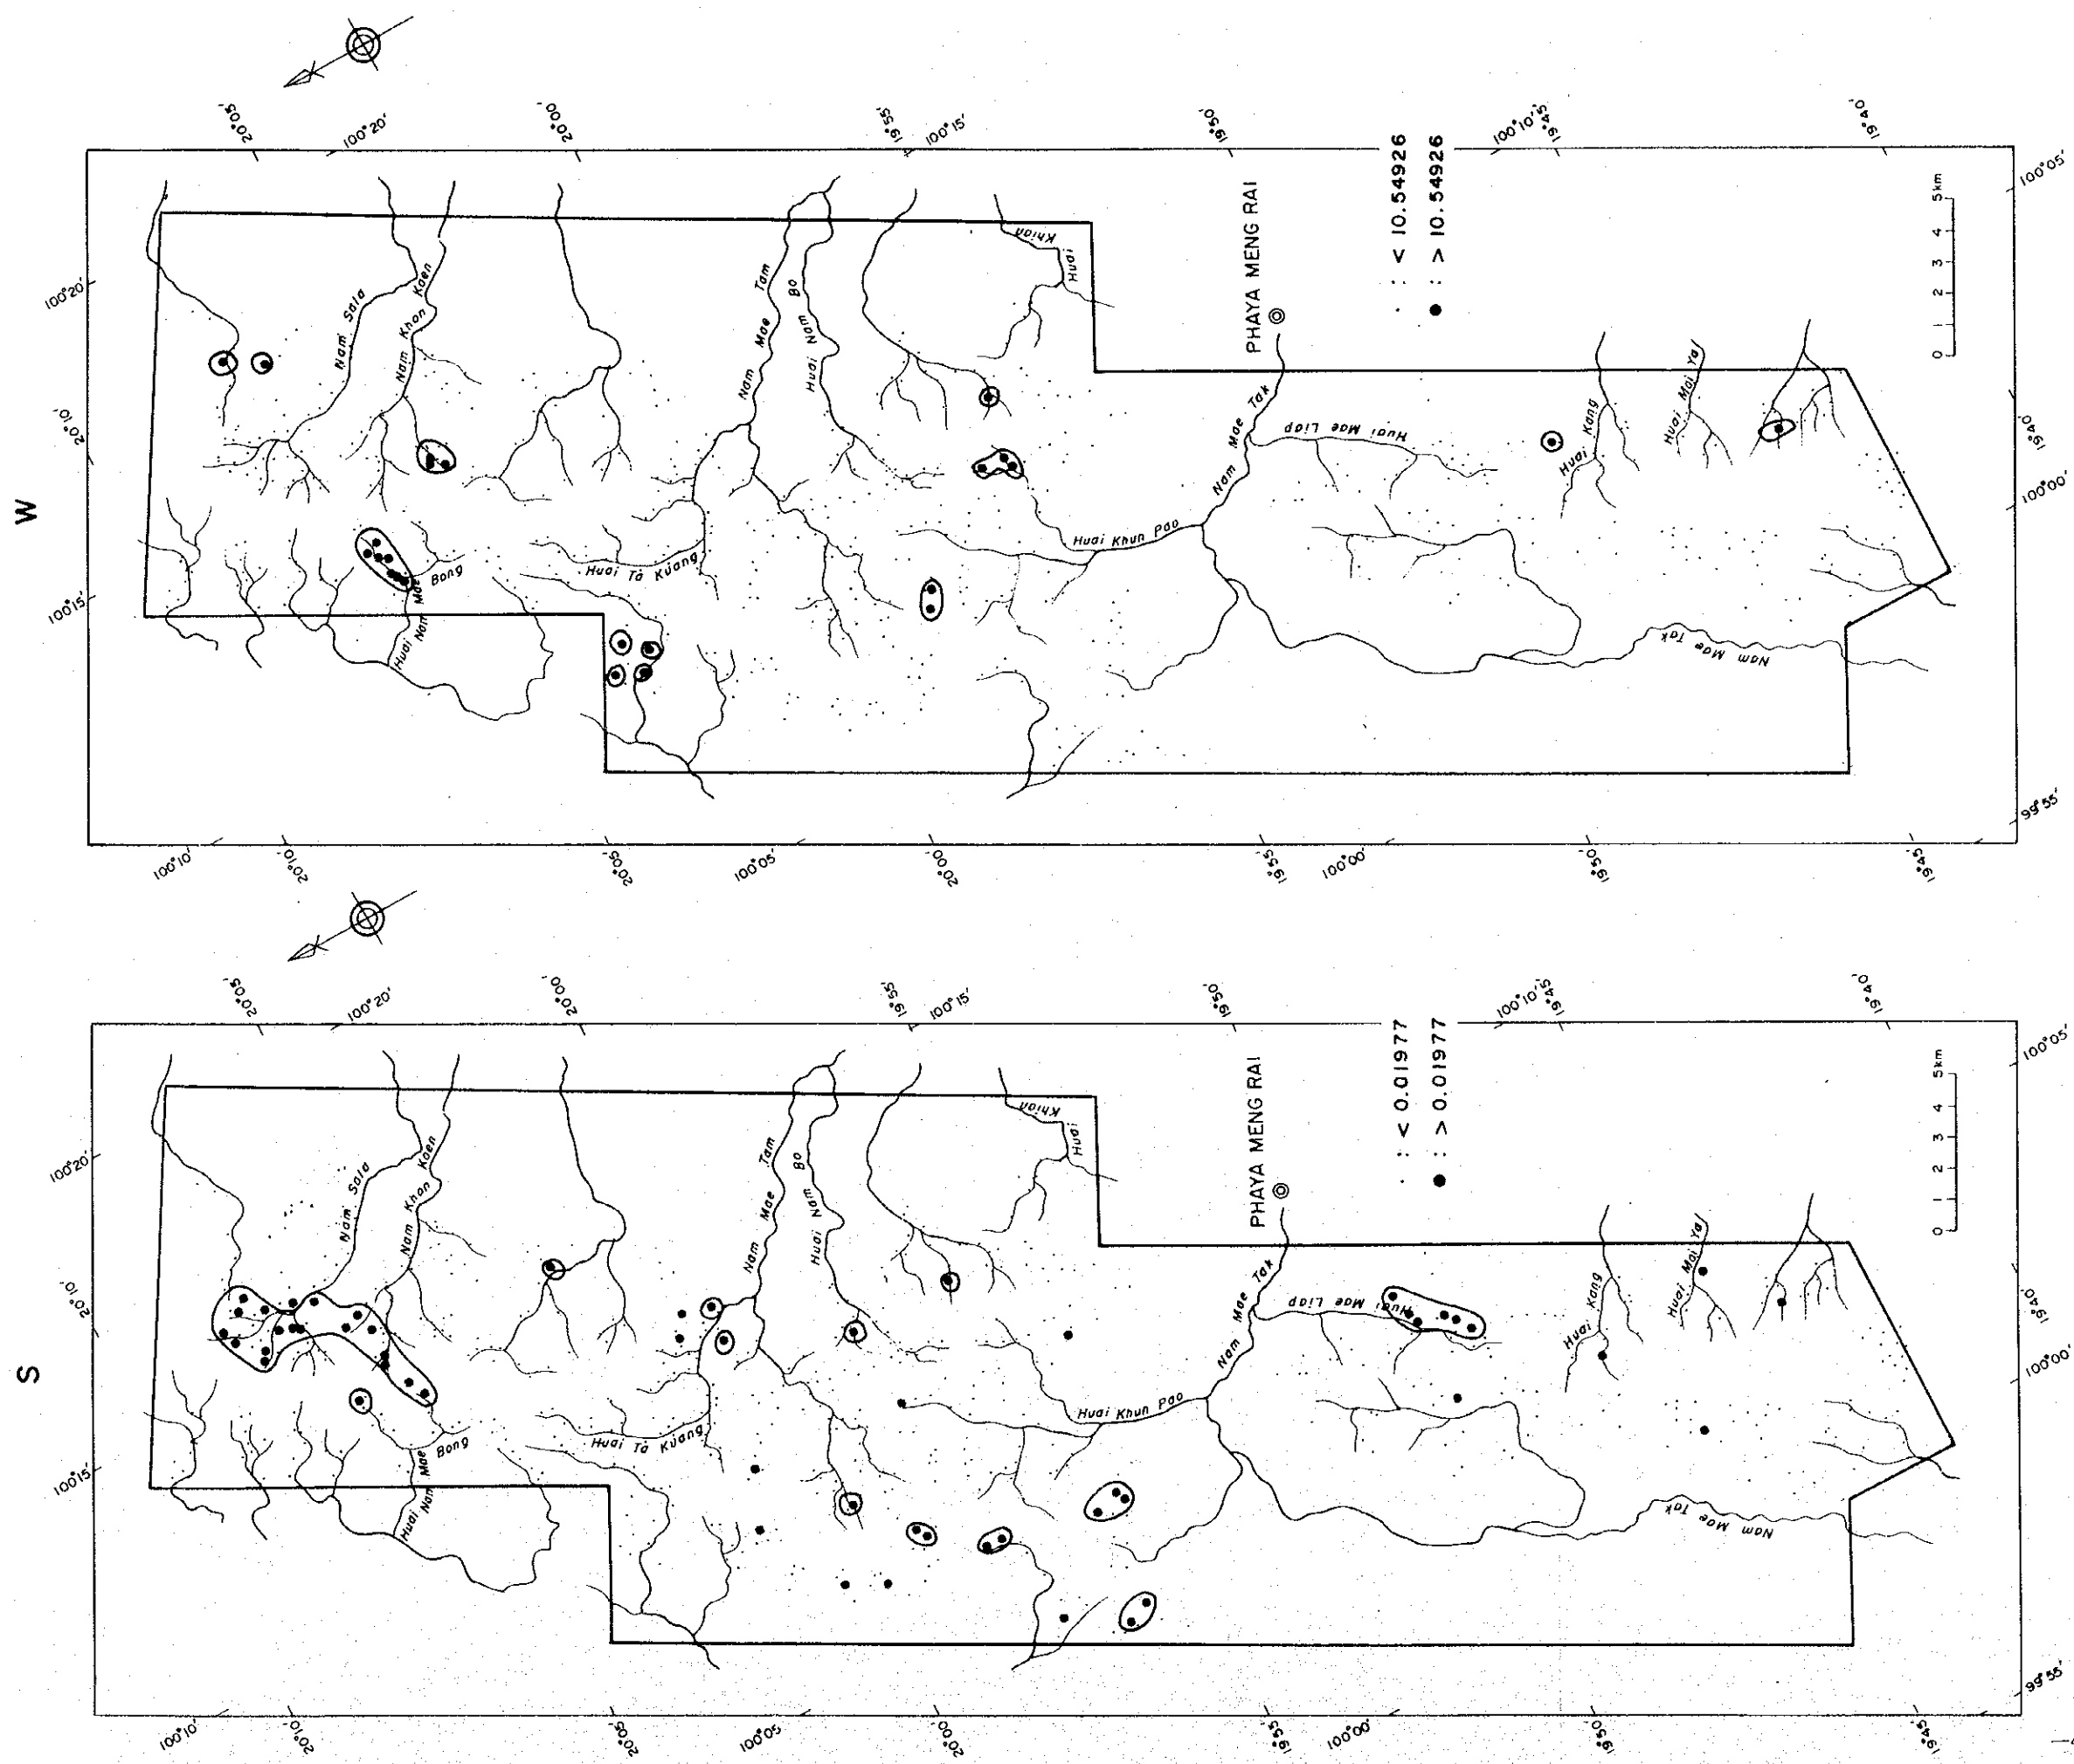 W
20°05'
100°20'
20°00'
19°55'
100°15'
19°50'
100°10'
19°45'
19°40'
100°05'
100°20'
20°10'
100°15'
19°40'
100°00'
99°55'
Nam Sala
Nam Khon Kaen
Nam Mae Tam
Huai Nam Bo
Huai Khian
PHAYA MENG RAI
. : < 10.54926
● : > 10.54926
0 1 2 3 4 5km
Nam Mae Tak
Huai Mae Liap
Huai Kang
Huai Mai Ya
Huai Nam Mae Bong
Huai Ta Kuang
Huai Khun Pao
Nam Mae Tak
100°10'
20°10'
20°05'
100°05'
20°00'
19°55'
100°00'
19°50'
19°45'
S
20°05'
100°20'
20°00'
19°55'
100°15'
19°50'
100°10'
19°45'
19°40'
100°05'
100°20'
20°10'
100°15'
19°40'
100°00'
99°55'
Nam Sala
Nam Khon Kaen
Nam Mae Tam
Huai Nam Bo
Huai Khian
PHAYA MENG RAI
. : < 0.01977
● : > 0.01977
0 1 2 3 4 5km
Nam Mae Tak
Huai Mae Liap
Huai Kang
Huai Mai Ya
Huai Nam Mae Bong
Huai Ta Kuang
Huai Khun Pao
Nam Mae Tak
20°10'
20°05'
100°05'
20°00'
19°55'
100°00'
19°50'
19°45'